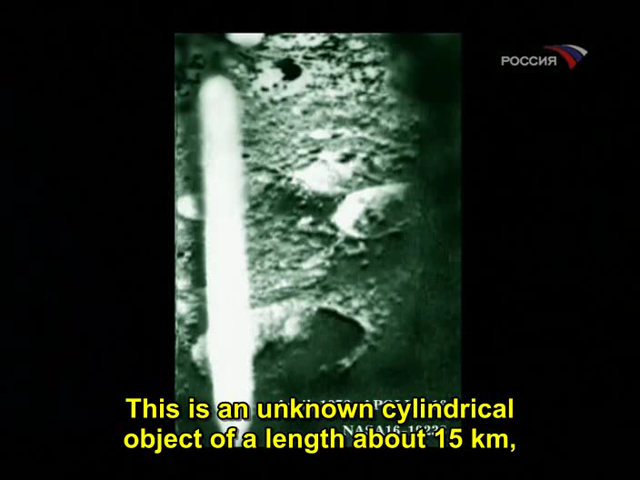 РОССИЯ
This is an unknown cylindrical
object of a length about 15 km,